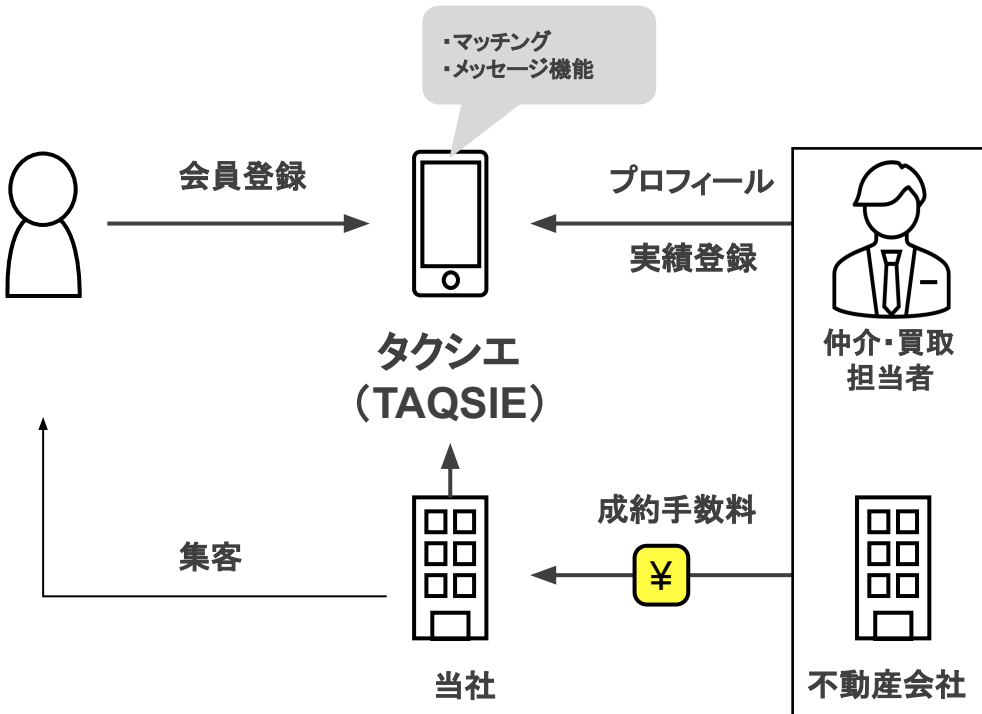 ・マッチング
・メッセージ機能
会員登録
プロフィール
実績登録
タクシエ
（TAQSIE）
仲介・買取
担当者
集客
成約手数料
¥
当社
不動産会社